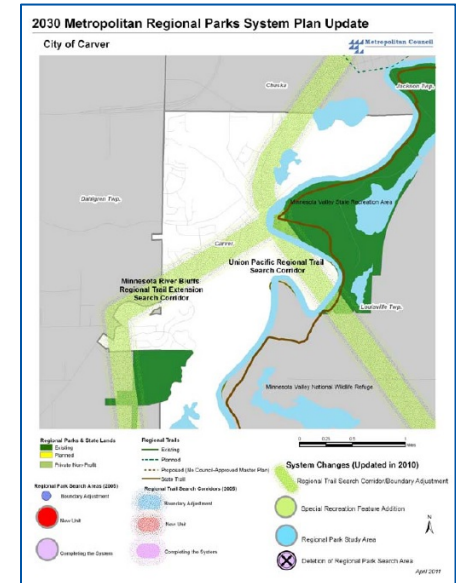 2030 Metropolitan Regional Parks System Plan Update
City of Carver
Metropolitan Council
Chaska
Jackson Twp.
Dahlgren Twp.
Minnesota Valley State Recreation Area
Carver
Union Pacific Regional Trail
Search Corridor
Minnesota River Bluffs
Regional Trail Extension
Search Corridor
Louisville Twp.
Minnesota Valley National Wildlife Refuge
Regional Parks & State Lands
Existing
Planned
Private Non-Profit
Regional Trails
Existing
Planned
Proposed (No Council-Approved Master Plan)
State Trail
Regional Park Search Areas (2005)
Boundary Adjustment
New Unit
Completing the System
Regional Trail Search Corridors (2005)
Boundary Adjustment
New Unit
Completing the System
System Changes (Updated in 2010)
Regional Trail Search Corridor/Boundary Adjustment
Special Recreation Feature Addition
Regional Park Study Area
Deletion of Regional Park Search Area
N
April 2011